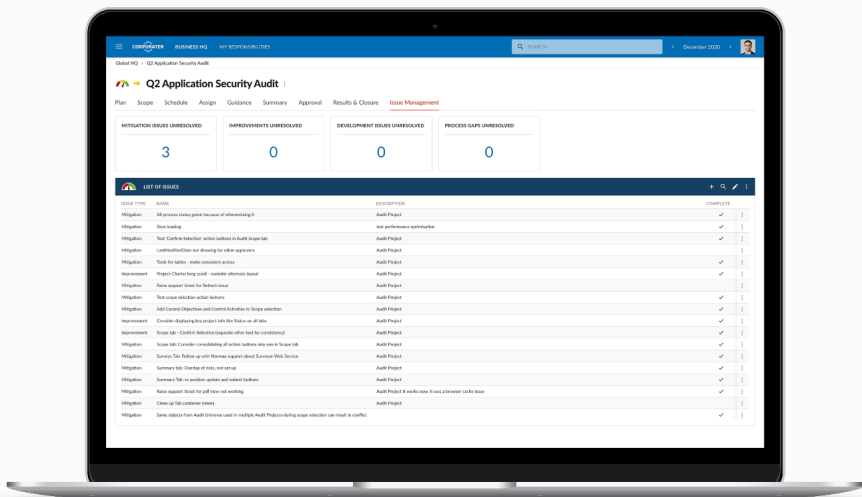 CORPORATER BUSINESS HQ MY RESPONSIBILITIES SEARCH December 2020
Global HQ > Q2 Application Security Audit
Q2 Application Security Audit
Plan Scope Schedule Assign Guidance Summary Approval Results & Closure Issue Management
MITIGATION ISSUES UNRESOLVED IMPROVEMENTS UNRESOLVED DEVELOPMENT ISSUES UNRESOLVED PROCESS GAPS UNRESOLVED
3 0 0 0
LIST OF ISSUES
ISSUE TYPE NAME DESCRIPTION COMPLETE
Mitigation All process status green because of whenmissing 0 Audit Project
Mitigation Slow loading test performance optimisation
Mitigation Test 'Confirm Selection' action buttons in Audit Scope tab Audit Project
Mitigation LastModifiedDate not showing for other approvers Audit Project
Mitigation Tools for tables - make consistent across Audit Project
Improvement Project Charter long scroll - consider alternate layout Audit Project
Mitigation Raise support ticket for Refresh issue Audit Project
Mitigation Test scope selection action buttons Audit Project
Mitigation Add Control Objectives and Control Activities to Scope selection Audit Project
Improvement Consider displaying key project info like Status on all tabs Audit Project
Improvement Scope tab - Confirm Selection (separate other text for consistency) Audit Project
Mitigation Scope tab: Consider consolidating all action buttons into one in Scope tab Audit Project
Mitigation Surveys Tab: Follow up with Norway support about Surveyor Web Service Audit Project
Mitigation Summary tab: Overlap of risks, not set up Audit Project
Mitigation Summary Tab re-position update and submit buttons Audit Project
Mitigation Raise support ticket for pdf view not working Audit Project It works now. It was a browser cache issue
Mitigation Clean up Tab container names Audit Project
Mitigation Same objects from Audit Universe used in multiple Audit Projects during scope selection can result in conflict